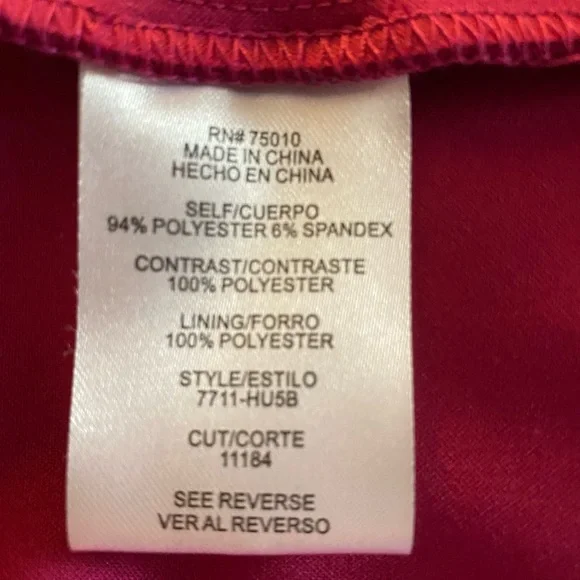 RN# 75010
MADE IN CHINA
HECHO EN CHINA
SELF/CUERPO
94% POLYESTER 6% SPANDEX
CONTRAST/CONTRASTE
100% POLYESTER
LINING/FORRO
100% POLYESTER
STYLE/ESTILO
7711-HU5B
CUT/CORTE
11184
SEE REVERSE
VER AL REVERSO